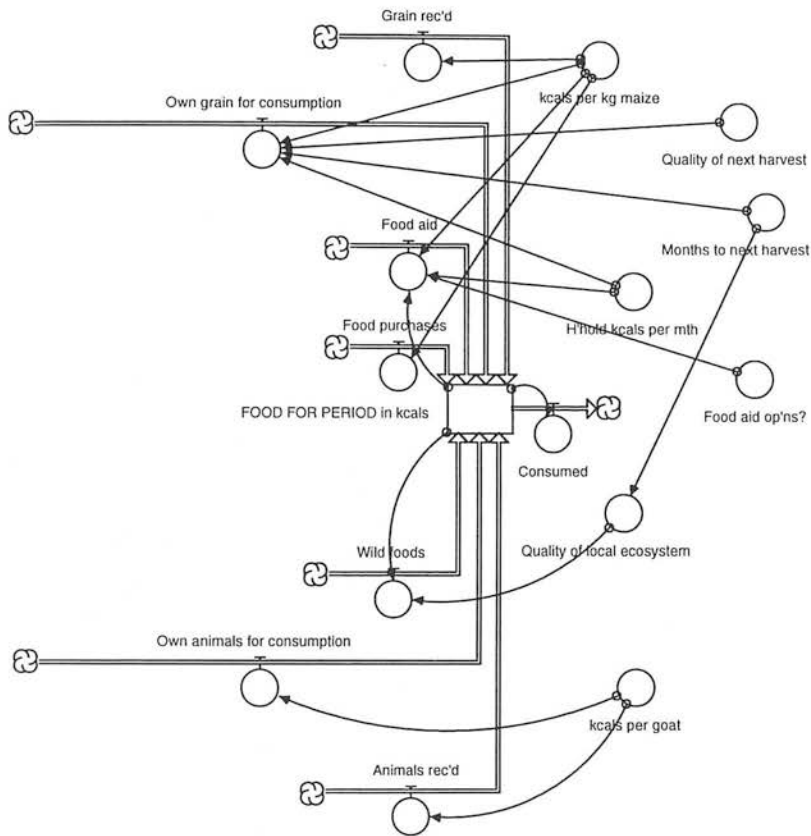 Grain rec'd
kcals per kg maize
Own grain for consumption
Quality of next harvest
Food aid
Months to next harvest
Food purchases
H'hold kcals per mth
FOOD FOR PERIOD in kcals
Food aid op'ns?
Consumed
Wild foods
Quality of local ecosystem
Own animals for consumption
kcals per goat
Animals rec'd